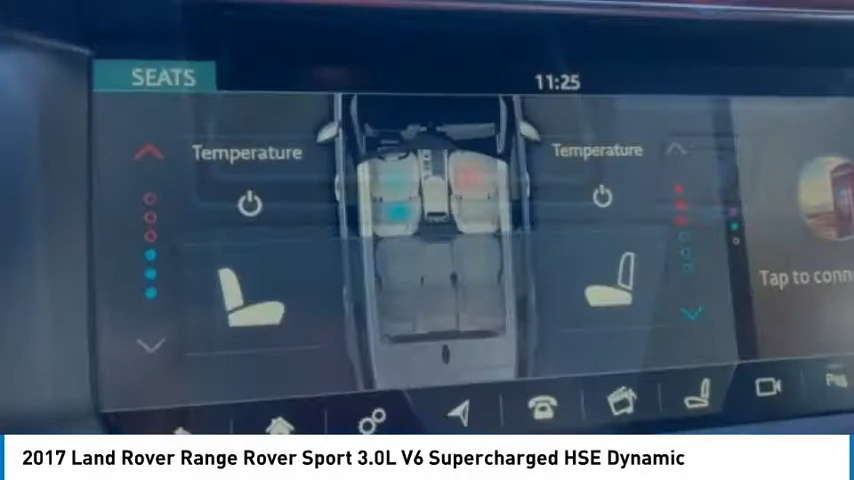 SEATS
11:25
Temperature
Temperature
Tap to conn
2017 Land Rover Range Rover Sport 3.0L V6 Supercharged HSE Dynamic